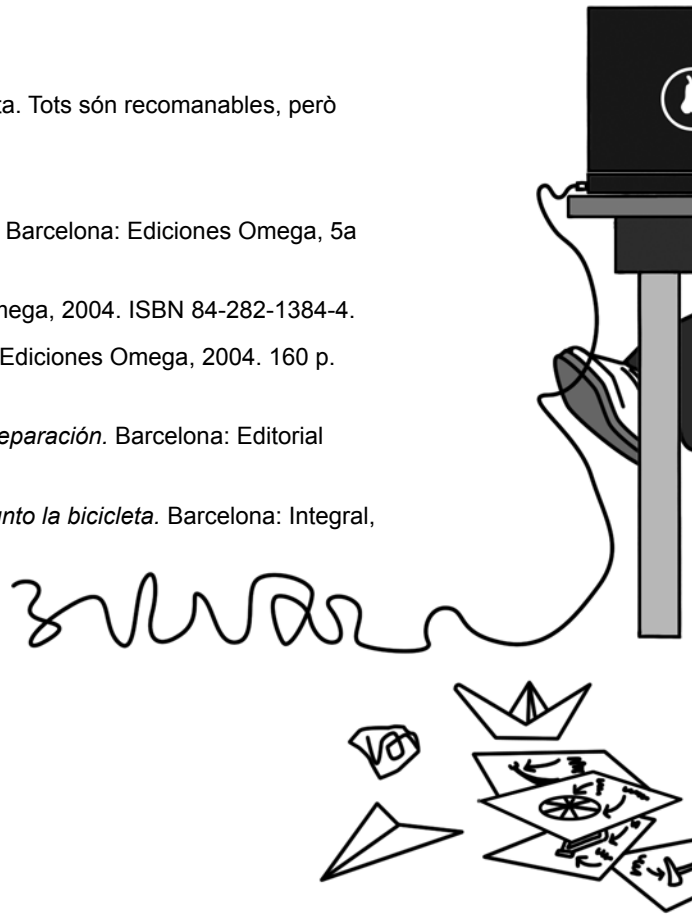 ta. Tots són recomanables, però
Barcelona: Ediciones Omega, 5a
mega, 2004. ISBN 84-282-1384-4.
Ediciones Omega, 2004. 160 p.
eparación. Barcelona: Editorial
unto la bicicleta. Barcelona: Integral,